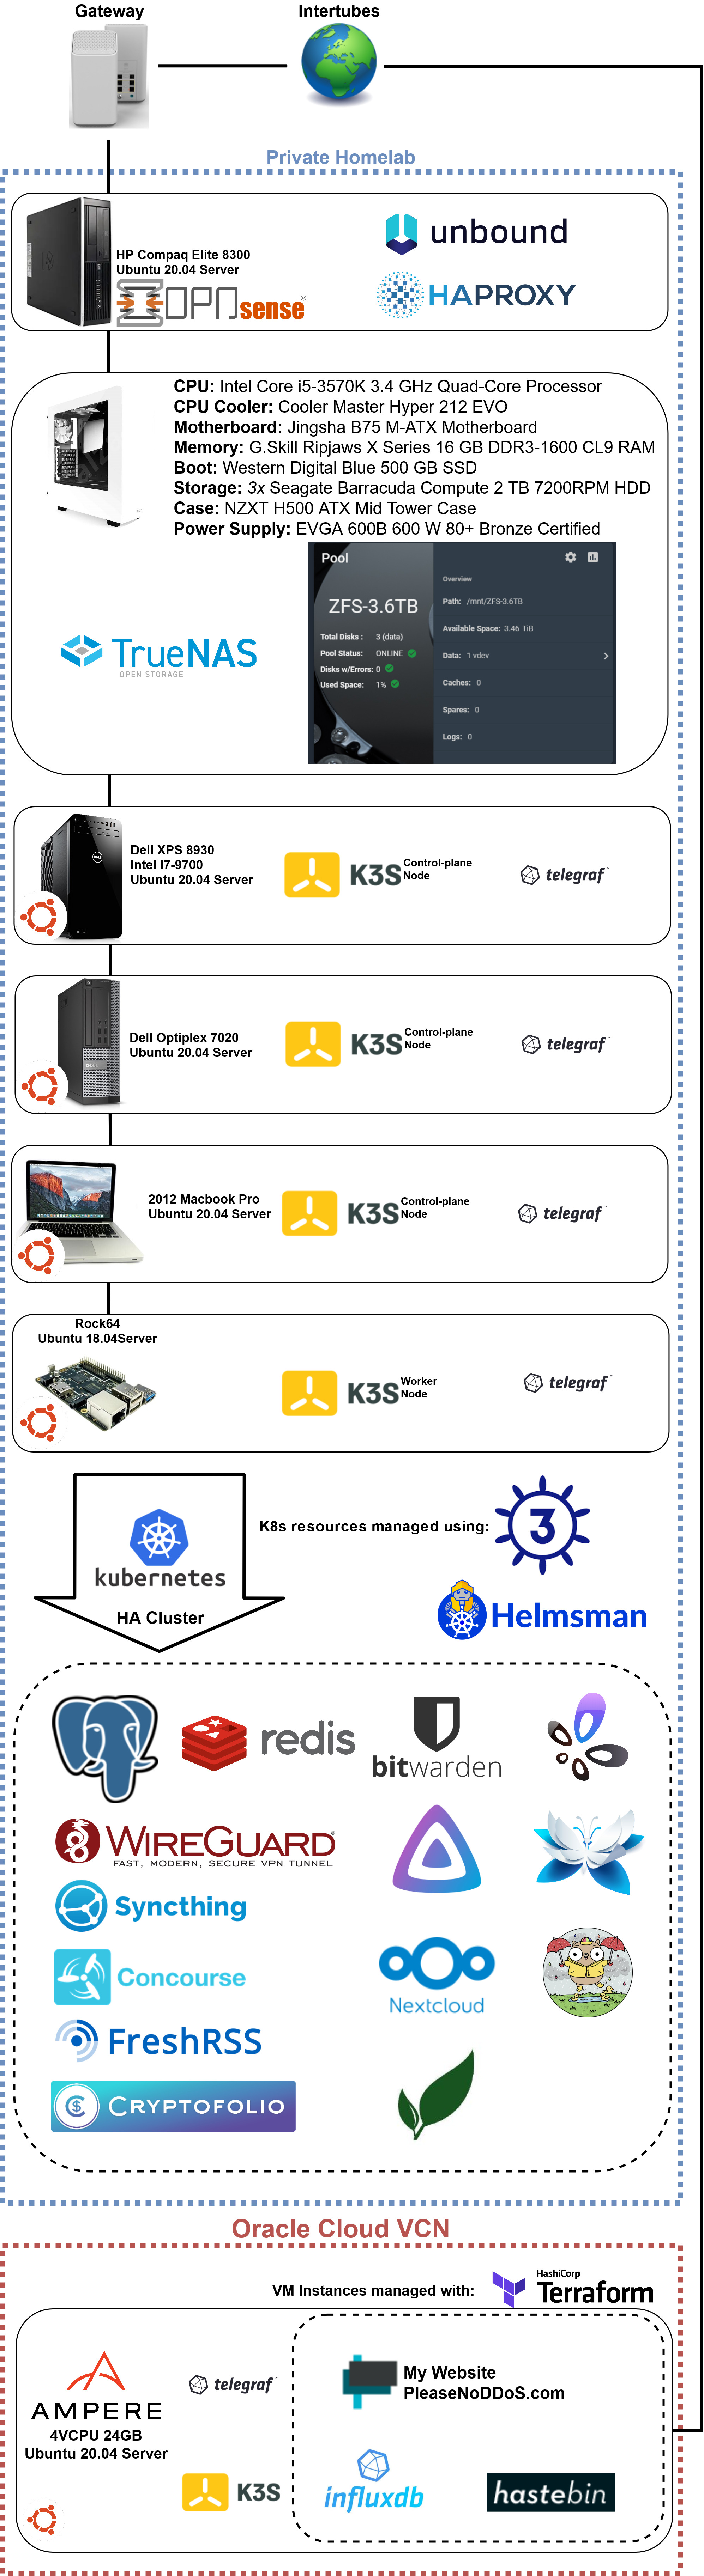 Gateway
Intertubes
Private Homelab
unbound
HP Compaq Elite 8300
Ubuntu 20.04 Server
OPNsense®
HAPROXY
CPU: Intel Core i5-3570K 3.4 GHz Quad-Core Processor
CPU Cooler: Cooler Master Hyper 212 EVO
Motherboard: Jingsha B75 M-ATX Motherboard
Memory: G.Skill Ripjaws X Series 16 GB DDR3-1600 CL9 RAM
Boot: Western Digital Blue 500 GB SSD
Storage: 3x Seagate Barracuda Compute 2 TB 7200RPM HDD
Case: NZXT H500 ATX Mid Tower Case
Power Supply: EVGA 600B 600 W 80+ Bronze Certified
Pool
ZFS-3.6TB
Total Disks : 3 (data)
Pool Status: ONLINE
Disks w/Errors: 0
Used Space: 1%
Overview
Path: /mnt/ZFS-3.6TB
Available Space: 3.46 TiB
Data: 1 vdev
Caches: 0
Spares: 0
Logs: 0
TrueNAS
OPEN STORAGE
Dell XPS 8930
Intel I7-9700
Ubuntu 20.04 Server
K3S
Control-plane
Node
telegraf
Dell Optiplex 7020
Ubuntu 20.04 Server
K3S
Control-plane
Node
telegraf
2012 Macbook Pro
Ubuntu 20.04 Server
K3S
Control-plane
Node
telegraf
Rock64
Ubuntu 18.04Server
K3S
Worker
Node
telegraf
kubernetes
HA Cluster
K8s resources managed using:
3
Helmsman
redis
bitwarden
WIREGUARD
FAST, MODERN, SECURE VPN TUNNEL
Syncthing
Concourse
Nextcloud
FreshRSS
CRYPTOFOLIO
Oracle Cloud VCN
VM Instances managed with:
HashiCorp
Terraform
AMPERE
4VCPU 24GB
Ubuntu 20.04 Server
telegraf
K3S
My Website
PleaseNoDDoS.com
influxdb
hastebin